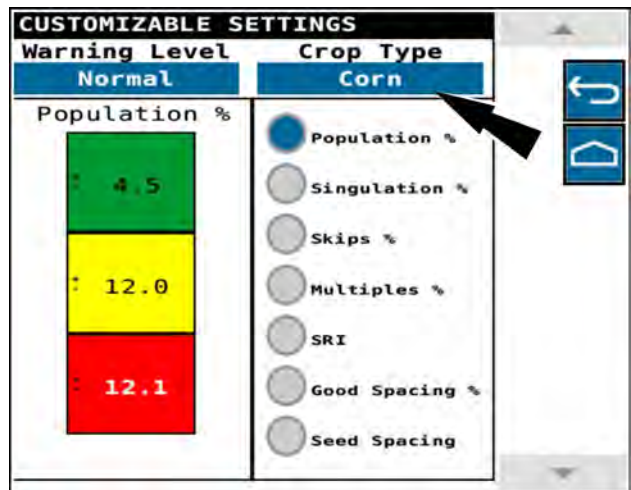 CUSTOMIZABLE SETTINGS
Warning Level
Normal
Crop Type
Corn
Population %
4.5
12.0
12.1
Population %
Singulation %
Skips %
Multiples %
SRI
Good Spacing %
Seed Spacing